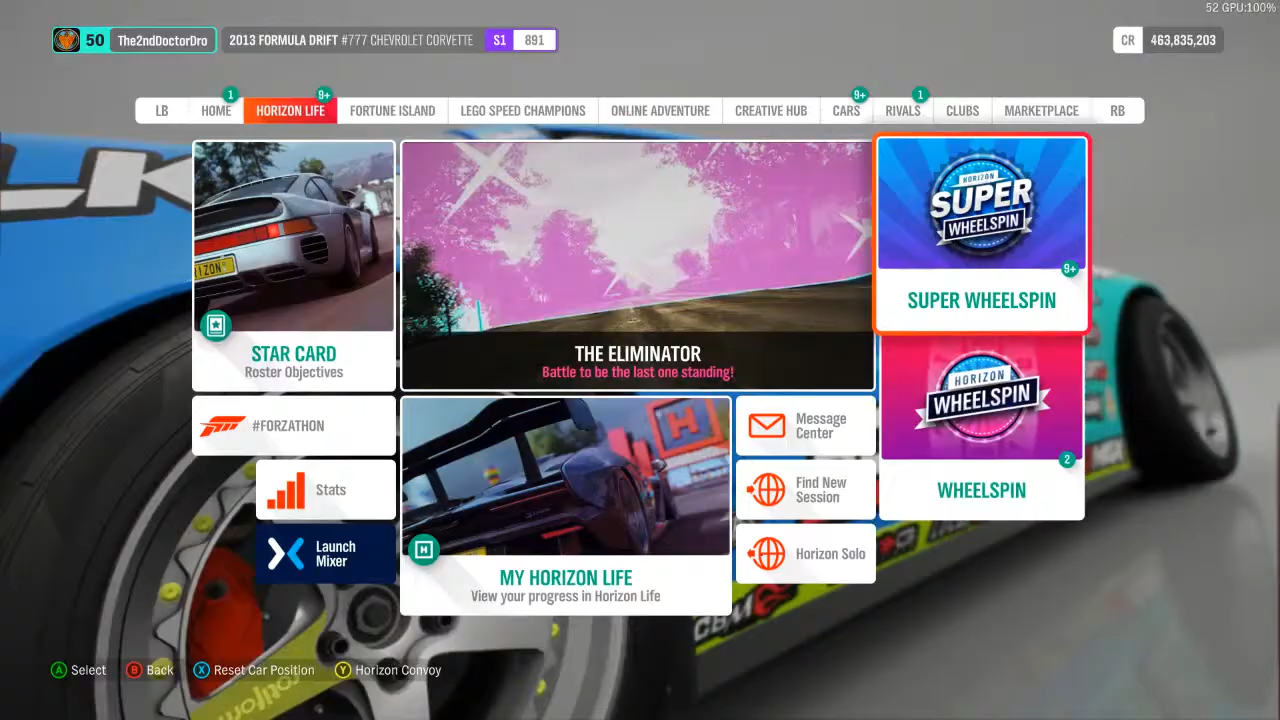 52 GPU:100%
50 The2ndDoctorDro 2013 FORMULA DRIFT #777 CHEVROLET CORVETTE S1 891
CR 463,835,203
1 9+ 9+ 1
LB HOME HORIZON LIFE FORTUNE ISLAND LEGO SPEED CHAMPIONS ONLINE ADVENTURE CREATIVE HUB CARS RIVALS CLUBS MARKETPLACE RB
STAR CARD
Roster Objectives
THE ELIMINATOR
Battle to be the last one standing!
HORIZON
SUPER
WHEELSPIN
9+
SUPER WHEELSPIN
#FORZATHON
Stats
Launch
Mixer
H
MY HORIZON LIFE
View your progress in Horizon Life
Message
Center
Find New
Session
Horizon Solo
HORIZON
WHEELSPIN
2
WHEELSPIN
A Select B Back X Reset Car Position Y Horizon Convoy